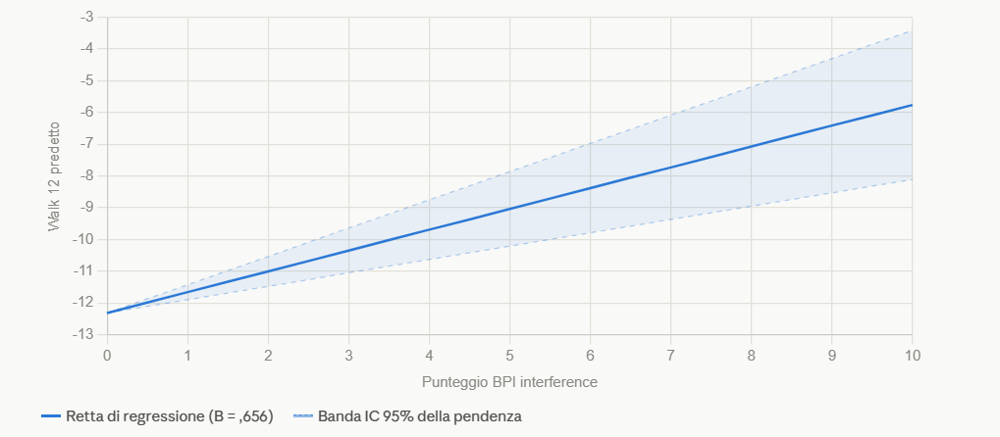 -3
-4
-5
-6
-7
-8
-9
-10
-11
-12
-13
Walk 12 predetto
0 1 2 3 4 5 6 7 8 9 10
Punteggio BPI interference
Retta di regressione (B = ,656) Banda IC 95% della pendenza